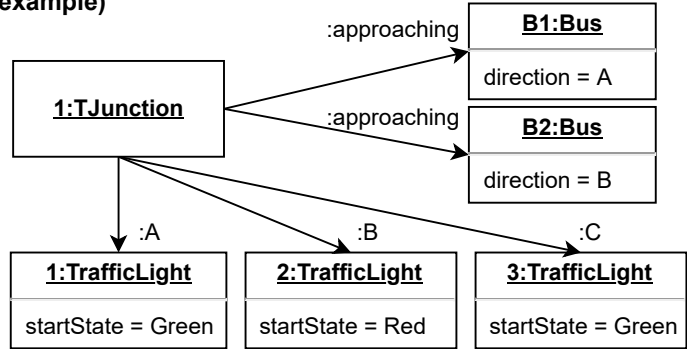 example)
:approaching
B1:Bus
direction = A
1:TJunction
:approaching
B2:Bus
direction = B
:A
:B
:C
1:TrafficLight
2:TrafficLight
3:TrafficLight
startState = Green
startState = Red
startState = Green